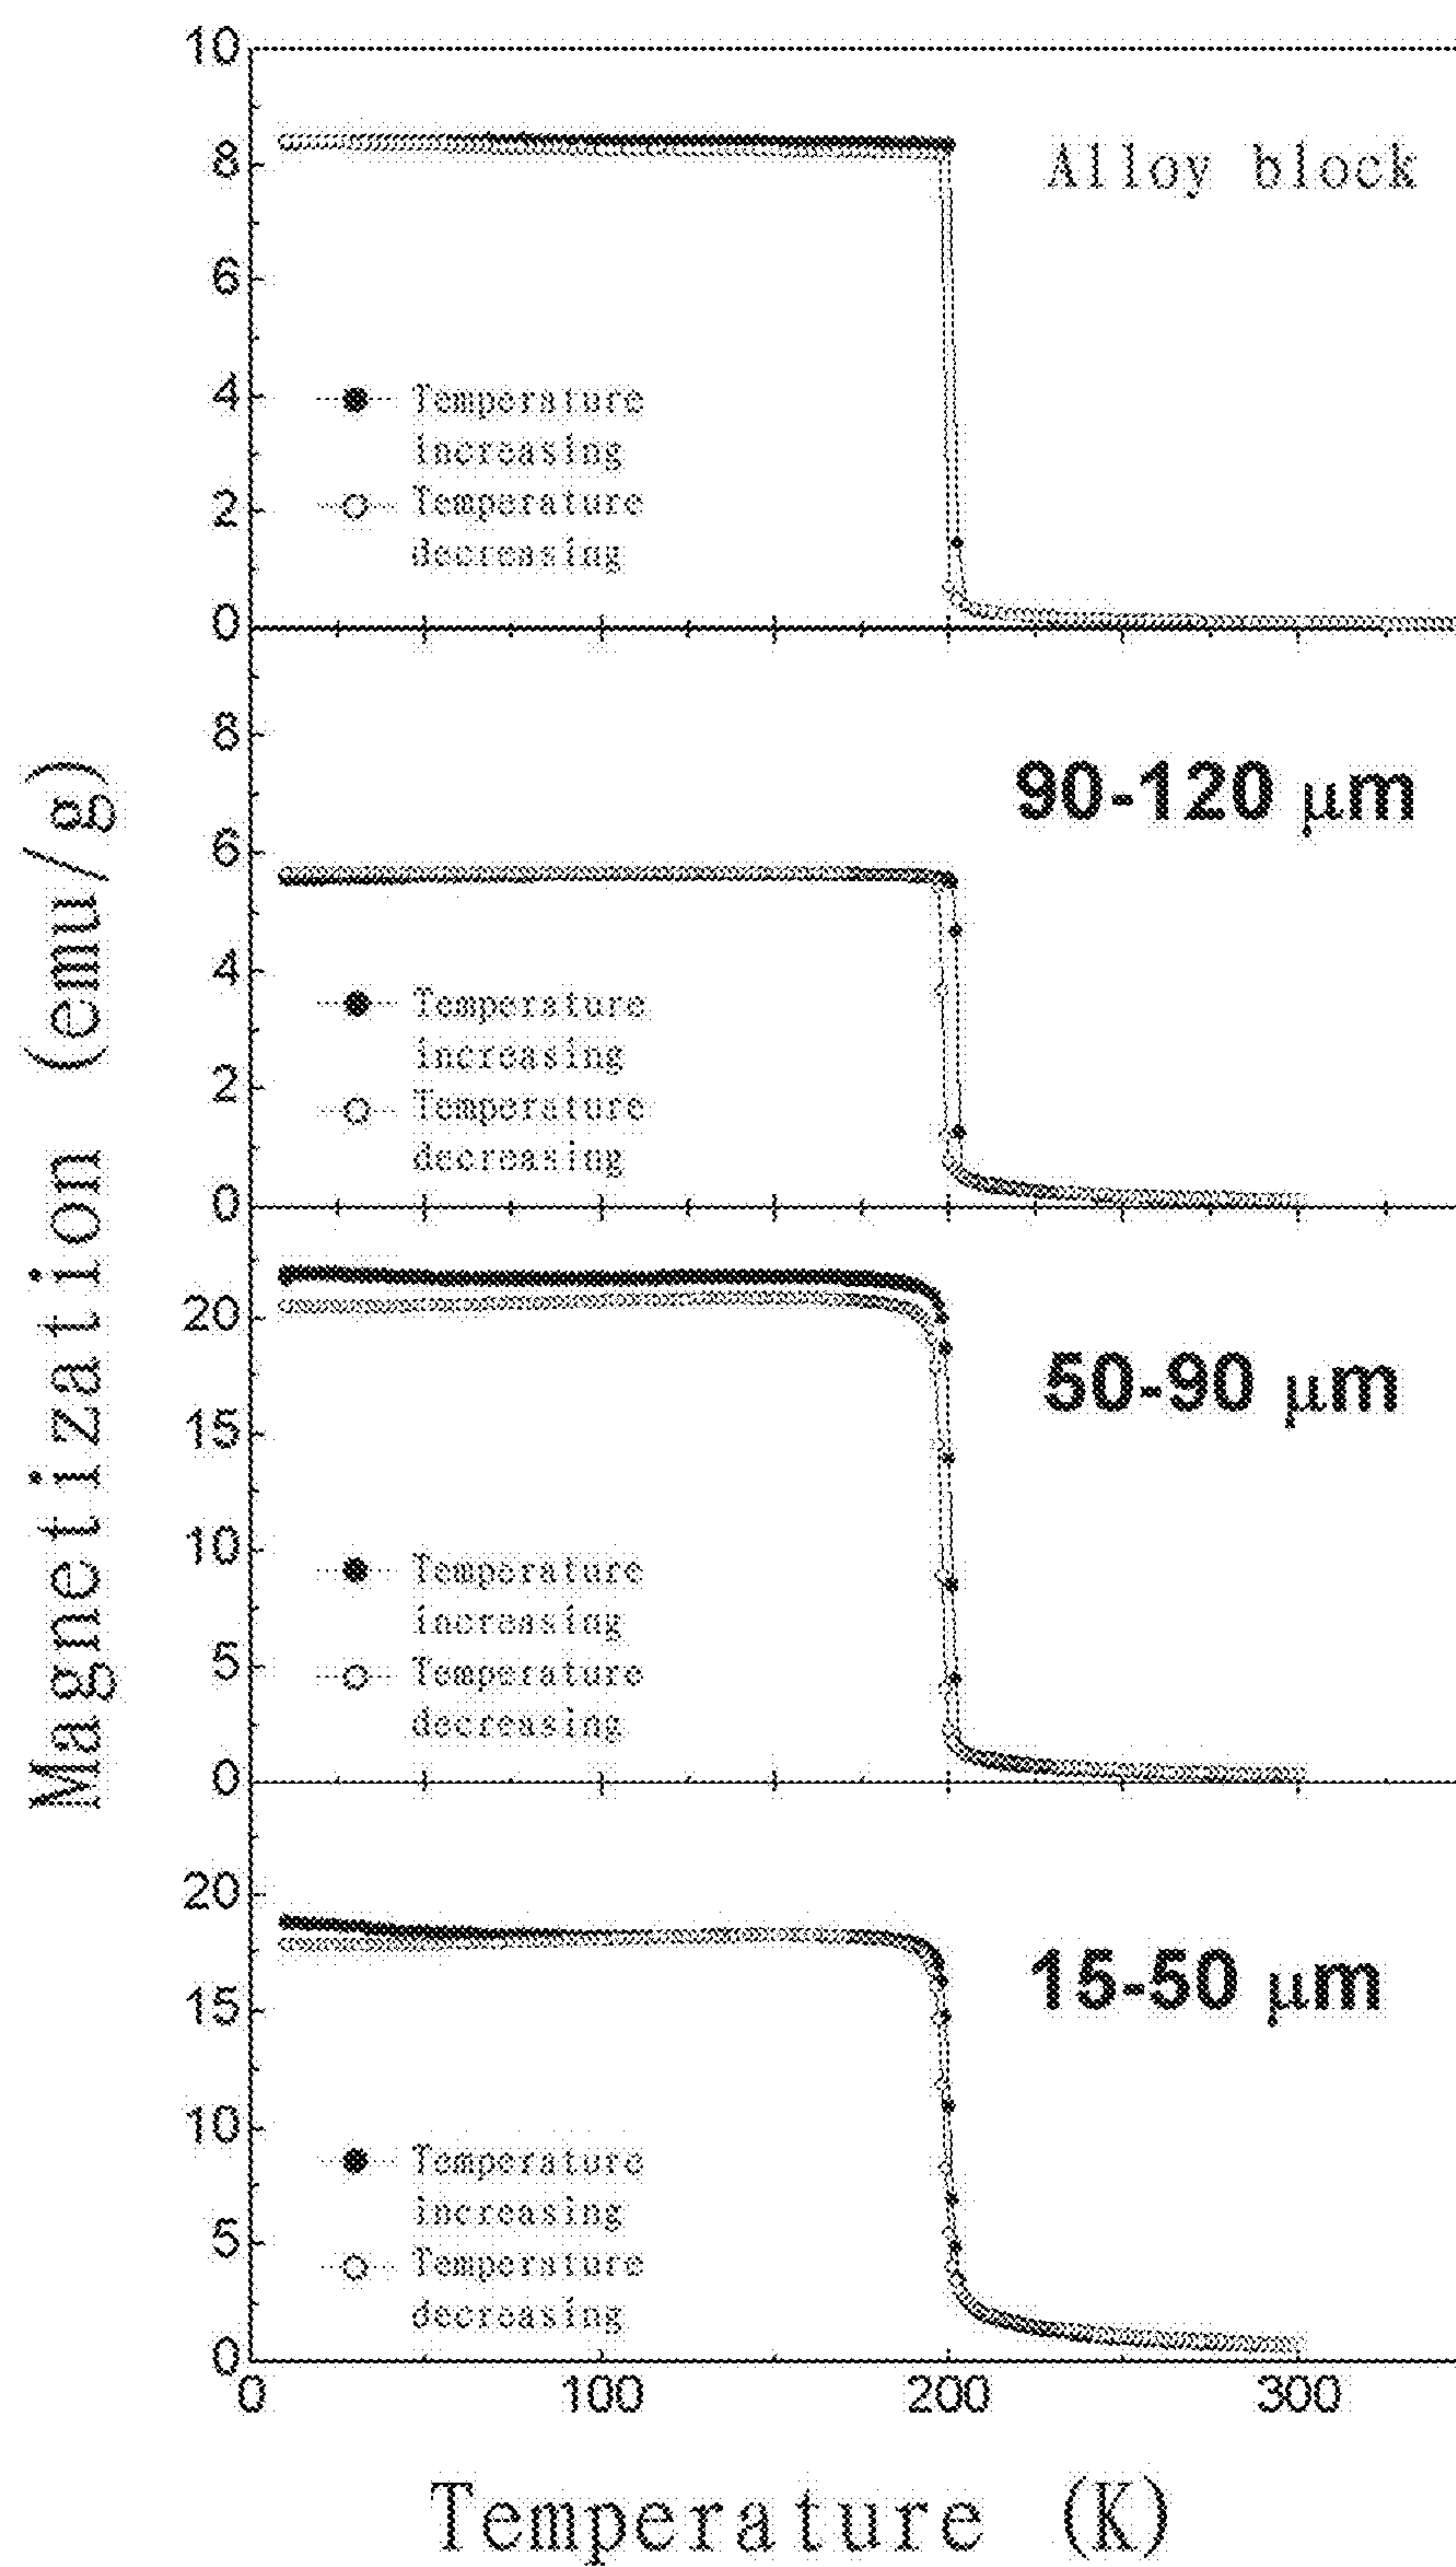 10
8
6
4
2
0
Alloy block
Temperature
increasing
Temperature
decreasing
8
6
4
2
0
90-120 μm
Temperature
increasing
Temperature
decreasing
20
15
10
5
0
50-90 μm
Temperature
increasing
Temperature
decreasing
20
15
10
5
0
15-50 μm
Temperature
increasing
Temperature
decreasing
0 100 200 300
Magnetization (emu/g)
Temperature (K)